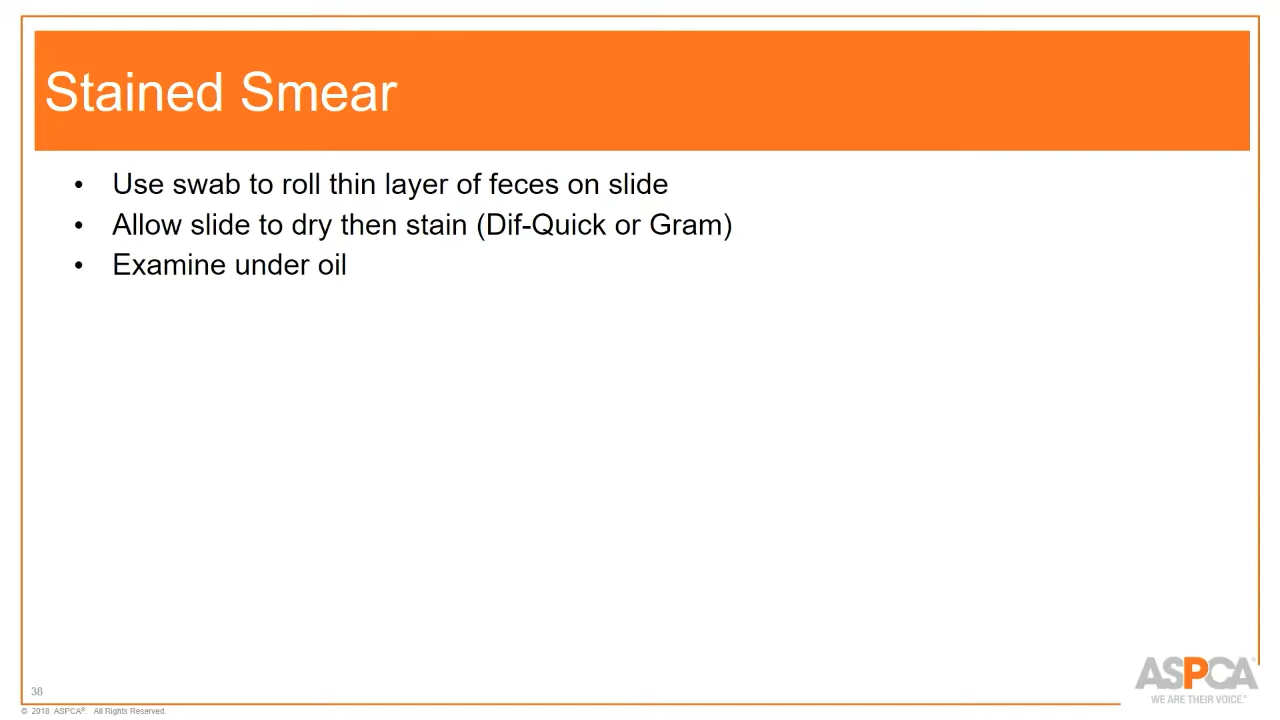 Stained Smear
• Use swab to roll thin layer of feces on slide
• Allow slide to dry then stain (Dif-Quick or Gram)
• Examine under oil
38
© 2018 ASPCA®. All Rights Reserved.
ASPCA®
WE ARE THEIR VOICE.®